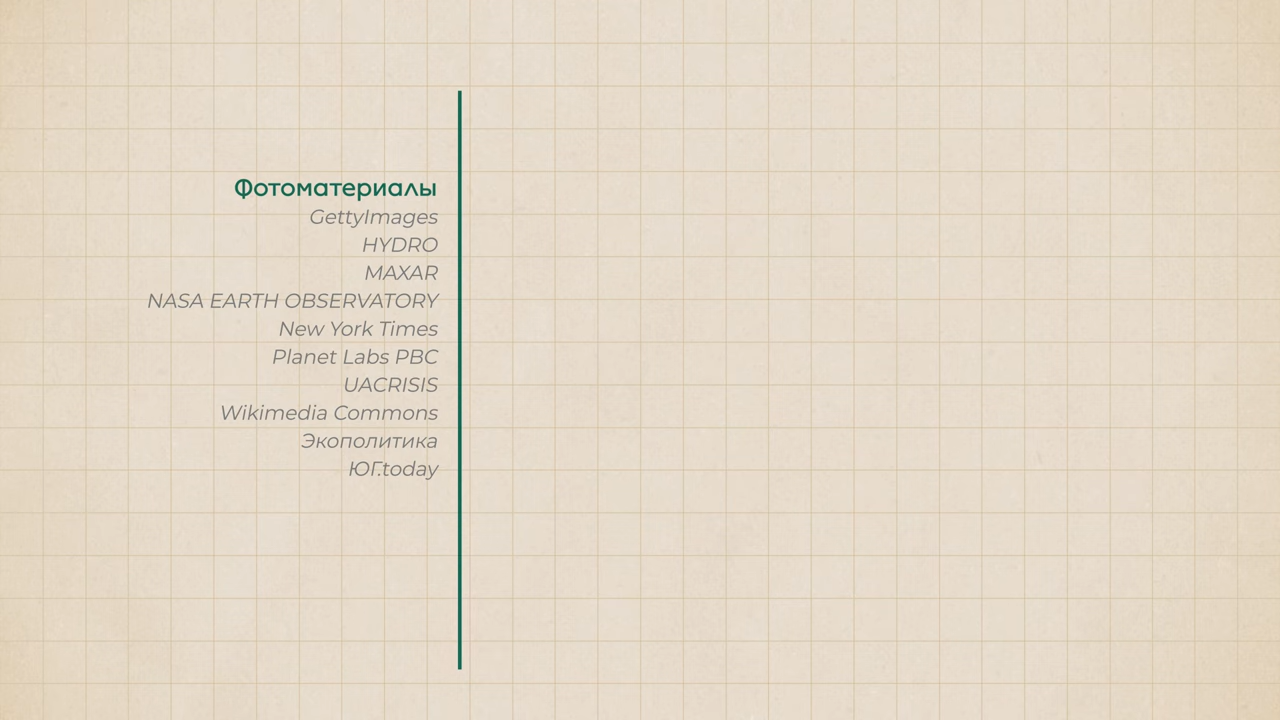 Фотоматериалы
GettyImages
HYDRO
MAXAR
NASA EARTH OBSERVATORY
New York Times
Planet Labs PBC
UACRISIS
Wikimedia Commons
Экополитика
ЮГ.today